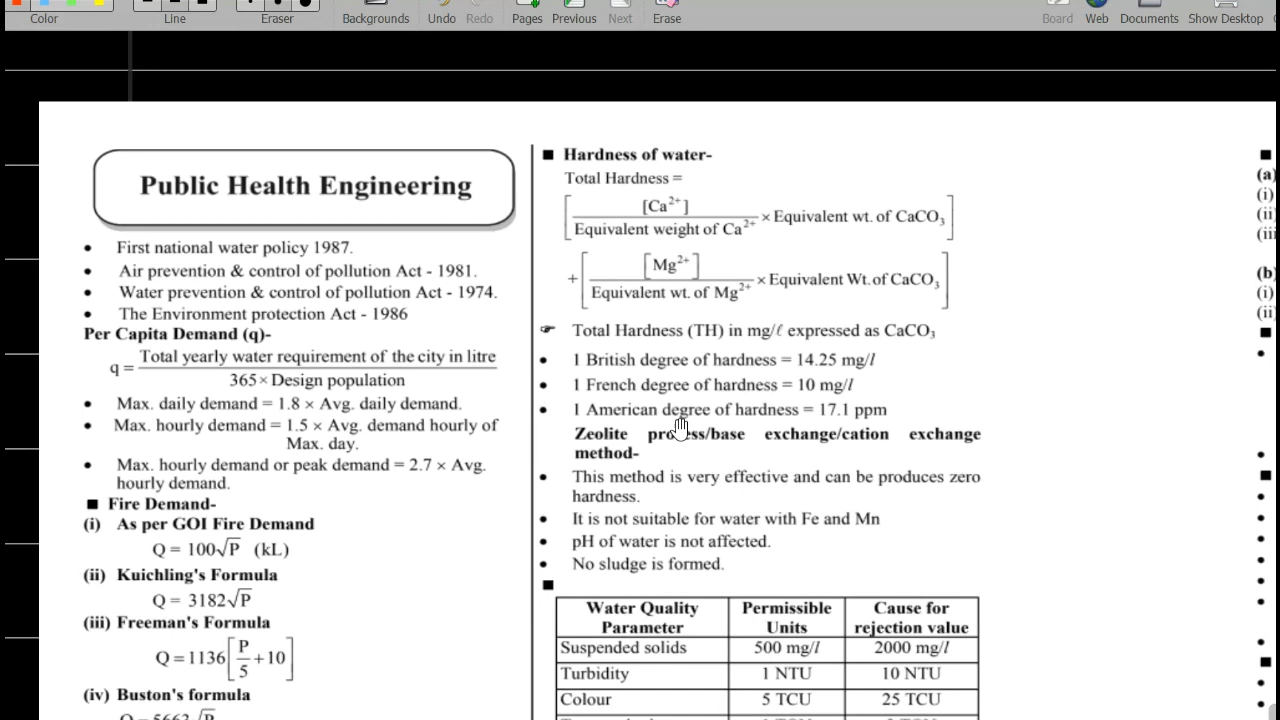 Color Line Eraser Backgrounds Undo Redo Pages Previous Next Erase Board Web Documents Show Desktop
Public Health Engineering
• First national water policy 1987.
• Air prevention & control of pollution Act - 1981.
• Water prevention & control of pollution Act - 1974.
• The Environment protection Act - 1986
Per Capita Demand (q)-
q = Total yearly water requirement of the city in litre / 365 × Design population
• Max. daily demand = 1.8 × Avg. daily demand.
• Max. hourly demand = 1.5 × Avg. demand hourly of
Max. day.
• Max. hourly demand or peak demand = 2.7 × Avg.
hourly demand.
■ Fire Demand-
(i) As per GOI Fire Demand
Q = 100√P (kL)
(ii) Kuichling's Formula
Q = 3182√P
(iii) Freeman's Formula
Q = 1136[P/5 + 10]
(iv) Buston's formula
Q = 5663√P
■ Hardness of water-
Total Hardness =
[[Ca²⁺] / Equivalent weight of Ca²⁺ × Equivalent wt. of CaCO₃]
+[[Mg²⁺] / Equivalent wt. of Mg²⁺ × Equivalent Wt. of CaCO₃]
☞ Total Hardness (TH) in mg/ℓ expressed as CaCO₃
• 1 British degree of hardness = 14.25 mg/l
• 1 French degree of hardness = 10 mg/l
• 1 American degree of hardness = 17.1 ppm
Zeolite process/base exchange/cation exchange
method-
• This method is very effective and can be produces zero
hardness.
• It is not suitable for water with Fe and Mn
• pH of water is not affected.
• No sludge is formed.
■
Water Quality Parameter Permissible Units Cause for rejection value
Suspended solids 500 mg/l 2000 mg/l
Turbidity 1 NTU 10 NTU
Colour 5 TCU 25 TCU
■
(a)
(i)
(ii
(iii
(b)
(i)
(ii)